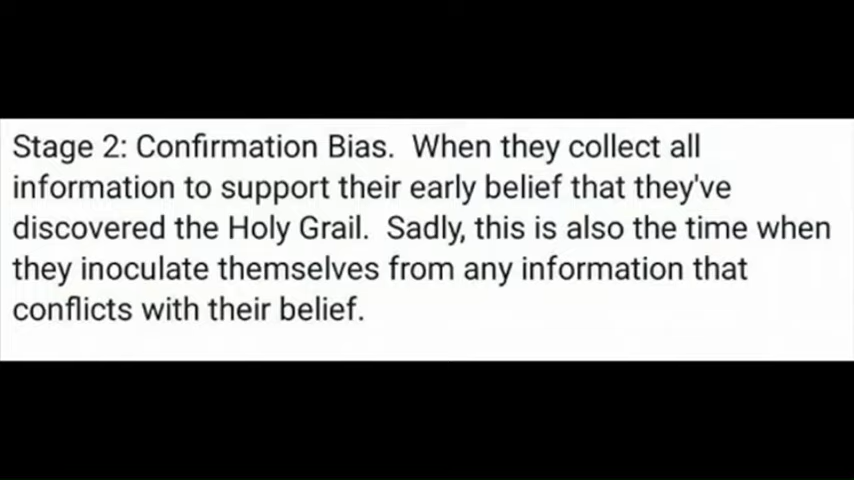 Stage 2: Confirmation Bias.  When they collect all
information to support their early belief that they've
discovered the Holy Grail.  Sadly, this is also the time when
they inoculate themselves from any information that
conflicts with their belief.